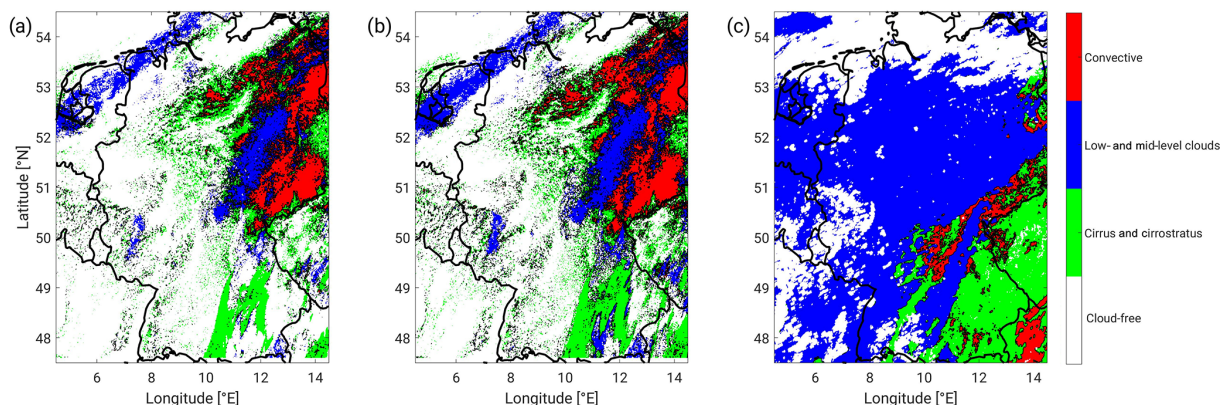 (a)
(b)
(c)
54
53
52
51
50
49
48
Latitude [°N]
6 8 10 12 14
Longitude [°E]
54
53
52
51
50
49
48
6 8 10 12 14
Longitude [°E]
54
53
52
51
50
49
48
6 8 10 12 14
Longitude [°E]
Convective
Low- and mid-level clouds
Cirrus and cirrostratus
Cloud-free